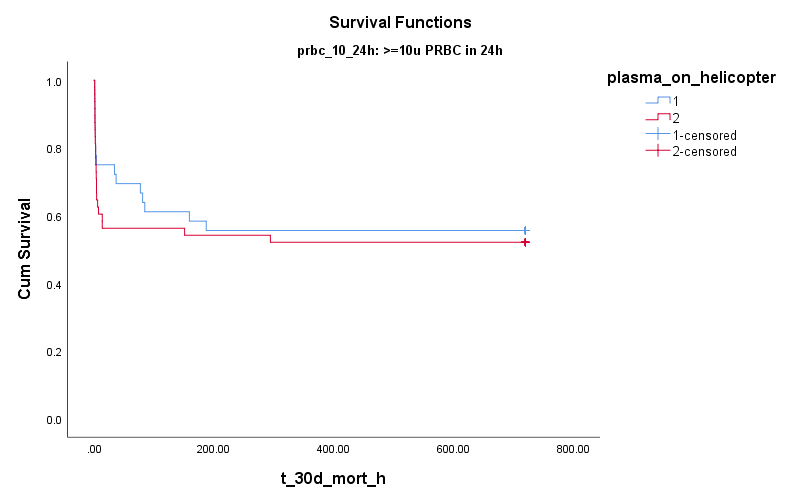 Survival Functions
prbc_10_24h: >=10u PRBC in 24h
plasma_on_helicopter
1
2
1-censored
2-censored
Cum Survival
1.0
0.8
0.6
0.4
0.2
0.0
.00 200.00 400.00 600.00 800.00
t_30d_mort_h